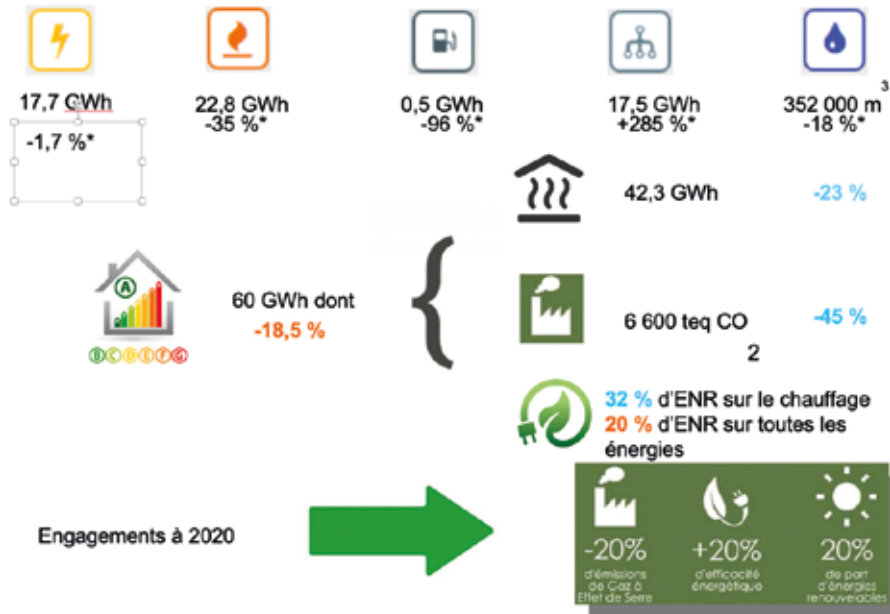 17,7 GWh
-1,7 %*
22,8 GWh
-35 %*
0,5 GWh
-96 %*
17,5 GWh
+285 %*
352 000 m3
-18 %*
42,3 GWh
-23 %
A
BCDEFG
60 GWh dont
-18,5 %
6 600 teq CO
2
-45 %
32 % d'ENR sur le chauffage
20 % d'ENR sur toutes les
énergies
Engagements à 2020
-20%
d'émissions
de Gaz à
Effet de Serre
+20%
d'efficacité
énergétique
20%
de part
d'énergies
renouvelables